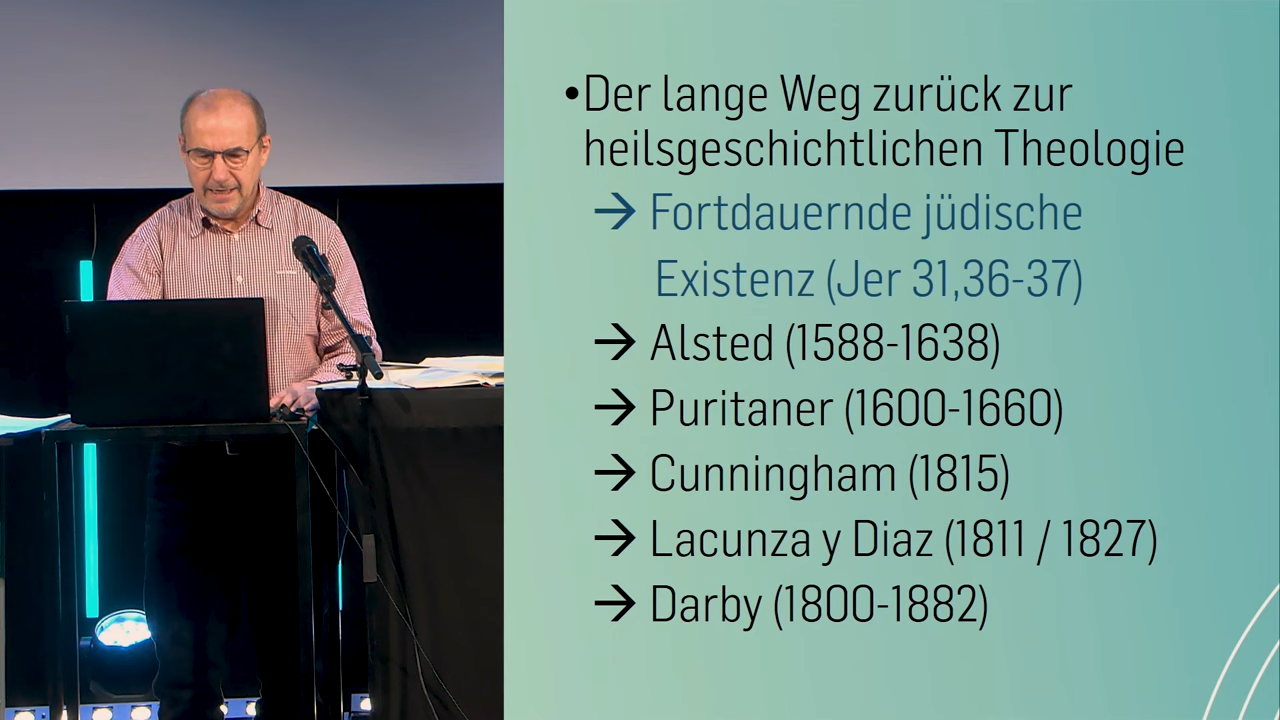 •Der lange Weg zurück zur
heilsgeschichtlichen Theologie
→ Fortdauernde jüdische
Existenz (Jer 31,36-37)
→ Alsted (1588-1638)
→ Puritaner (1600-1660)
→ Cunningham (1815)
→ Lacunza y Diaz (1811 / 1827)
→ Darby (1800-1882)